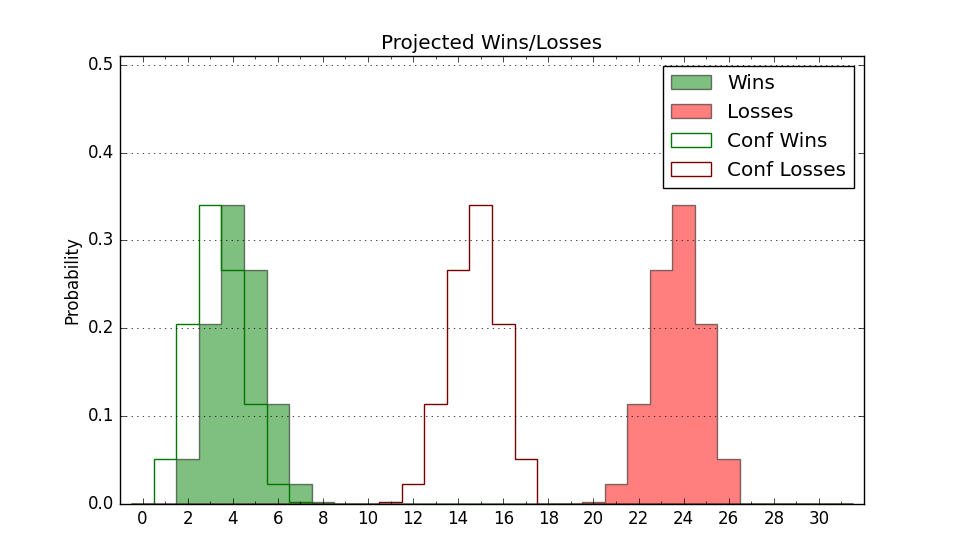 Projected Wins/Losses
0.5
0.4
0.3
0.2
0.1
0.0
Probability
Wins
Losses
Conf Wins
Conf Losses
0 2 4 6 8 10 12 14 16 18 20 22 24 26 28 30